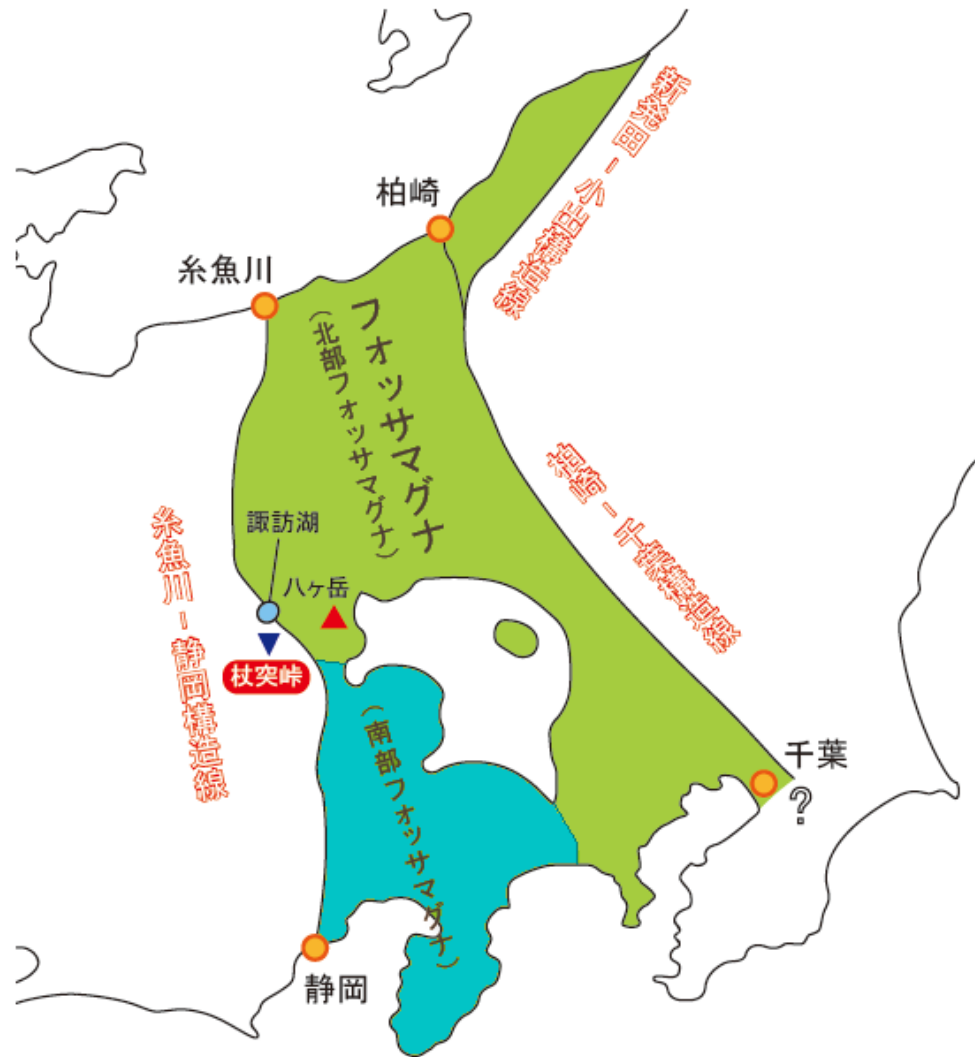 新発田－小出構造線
柏崎
糸魚川
フォッサマグナ
（北部フォッサマグナ）
柏崎－千葉構造線
諏訪湖
八ヶ岳
糸魚川－静岡構造線
杖突峠
（南部フォッサマグナ）
千葉
？
静岡